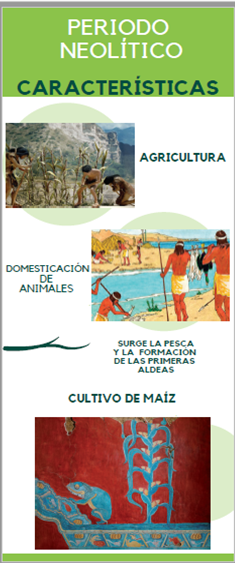 PERIODO
NEOLÍTICO
CARACTERÍSTICAS
AGRICULTURA
DOMESTICACIÓN
DE
ANIMALES
SURGE LA PESCA
Y LA FORMACIÓN
DE LAS PRIMERAS
ALDEAS
CULTIVO DE MAÍZ